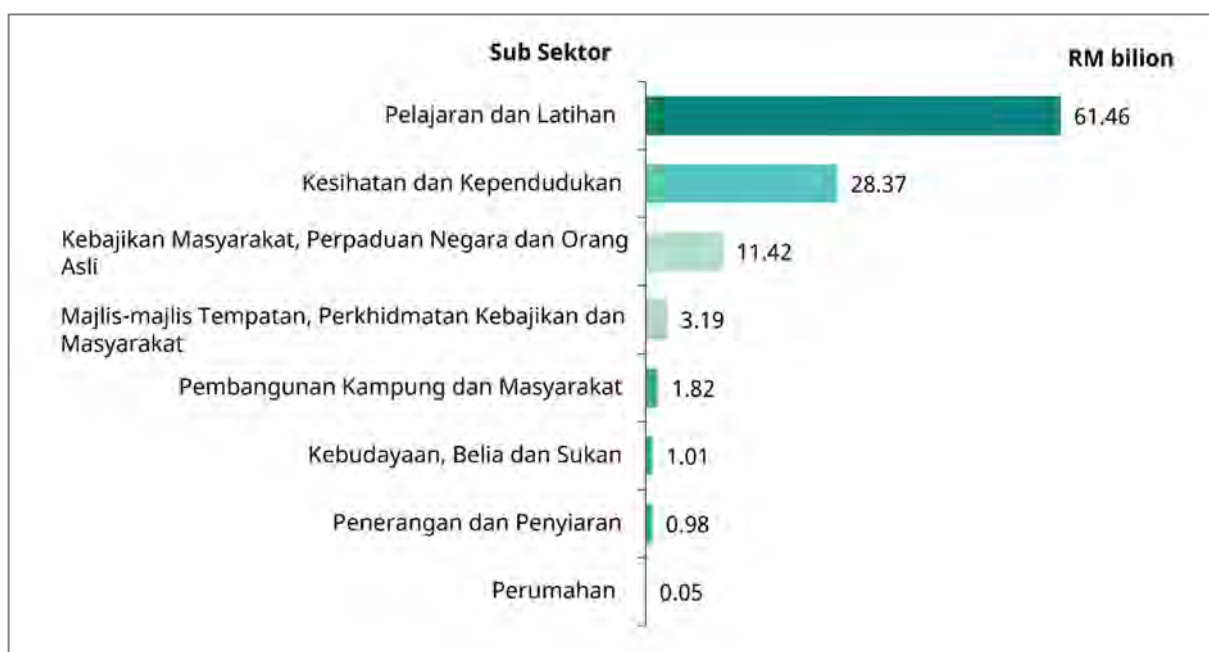 Sub Sektor
RM bilion
Pelajaran dan Latihan
61.46
Kesihatan dan Kependudukan
28.37
Kebajikan Masyarakat, Perpaduan Negara dan Orang
Asli
11.42
Majlis-majlis Tempatan, Perkhidmatan Kebajikan dan
Masyarakat
3.19
Pembangunan Kampung dan Masyarakat
1.82
Kebudayaan, Belia dan Sukan
1.01
Penerangan dan Penyiaran
0.98
Perumahan
0.05